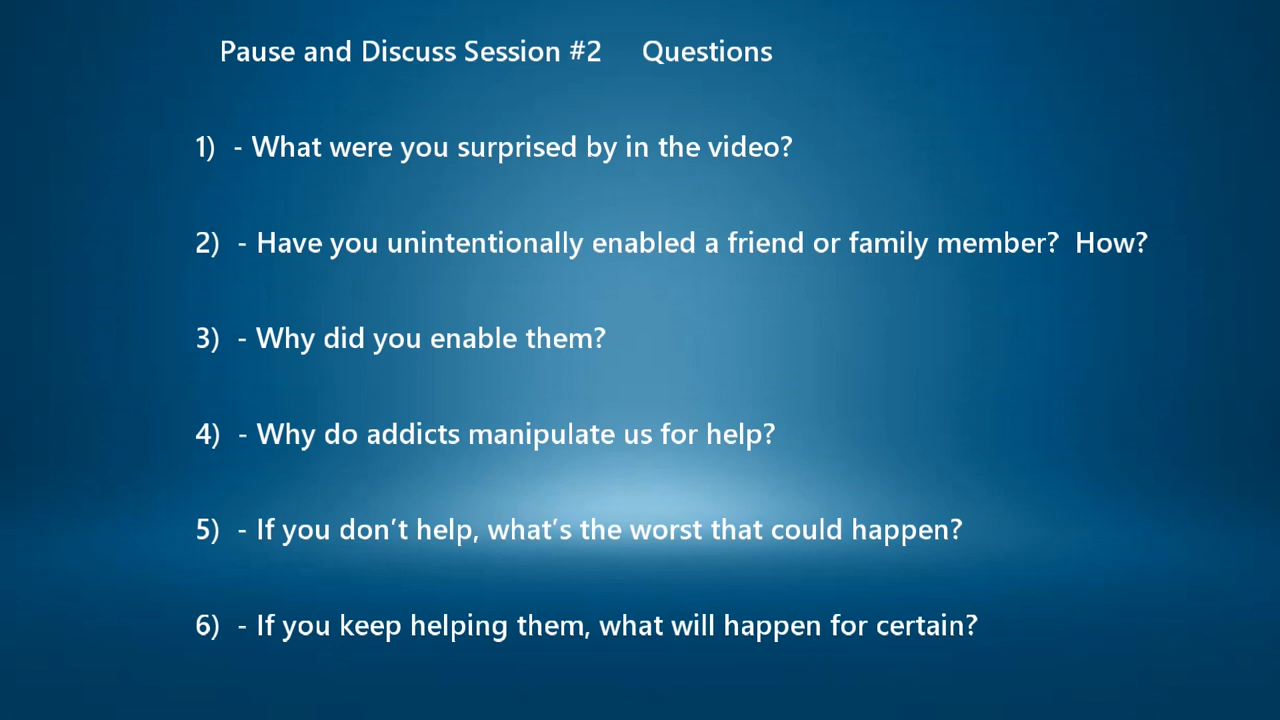 Pause and Discuss Session #2 Questions
1) - What were you surprised by in the video?
2) - Have you unintentionally enabled a friend or family member? How?
3) - Why did you enable them?
4) - Why do addicts manipulate us for help?
5) - If you don’t help, what’s the worst that could happen?
6) - If you keep helping them, what will happen for certain?